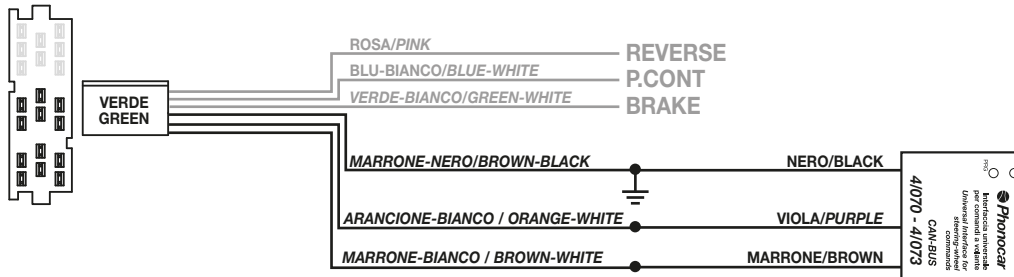 ROSA/PINK
REVERSE
BLU-BIANCO/BLUE-WHITE
P.CONT
VERDE-BIANCO/GREEN-WHITE
BRAKE
VERDE
GREEN
MARRONE-NERO/BROWN-BLACK
NERO/BLACK
ARANCIONE-BIANCO / ORANGE-WHITE
VIOLA/PURPLE
MARRONE-BIANCO / BROWN-WHITE
MARRONE/BROWN
PRG
Phonocar
Interfaccia universale
per comandi a volante
Universal Interface for
steering-wheel
commands
CAN-BUS
4/070 - 4/073